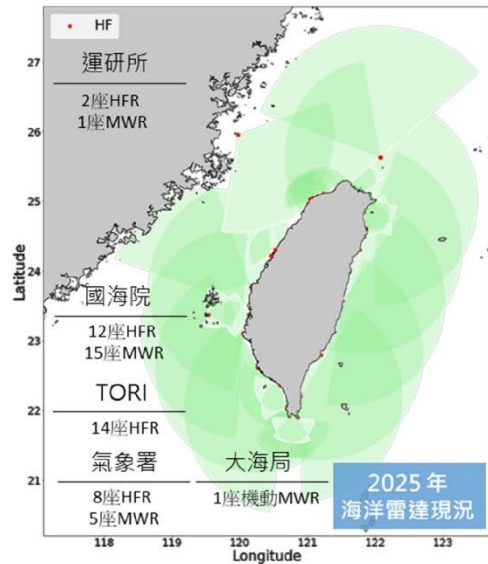 HF
運研所
2座HFR
1座MWR
國海院
12座HFR
15座MWR
TORI
14座HFR
氣象署
8座HFR
5座MWR
大海局
1座機動MWR
2025 年
海洋雷達現況
Latitude
27
26
25
24
23
22
21
118
119
120
121
122
123
Longitude